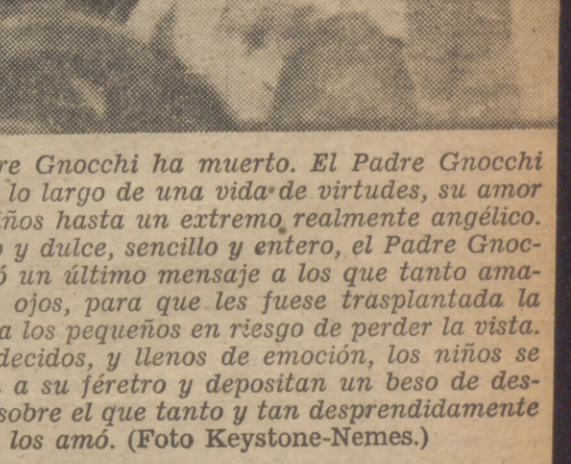 re Gnocchi ha muerto. El Padre Gnocchi
lo largo de una vida de virtudes, su amor
iños hasta un extremo realmente angélico.
o y dulce, sencillo y entero, el Padre Gnoc-
ó un último mensaje a los que tanto ama-
ojos, para que les fuese trasplantada la
a los pequeños en riesgo de perder la vista.
decidos, y llenos de emoción, los niños se
a su féretro y depositan un beso de des-
sobre el que tanto y tan desprendidamente
los amó. (Foto Keystone-Nemes.)